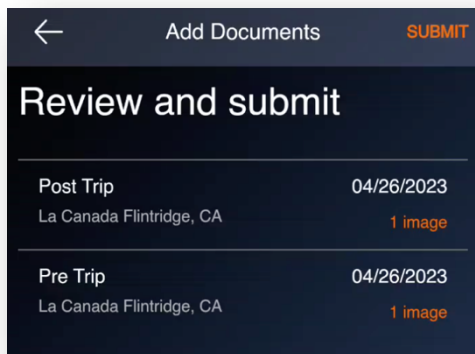 Add Documents SUBMIT
Review and submit
Post Trip 04/26/2023
La Canada Flintridge, CA 1 image
Pre Trip 04/26/2023
La Canada Flintridge, CA 1 image